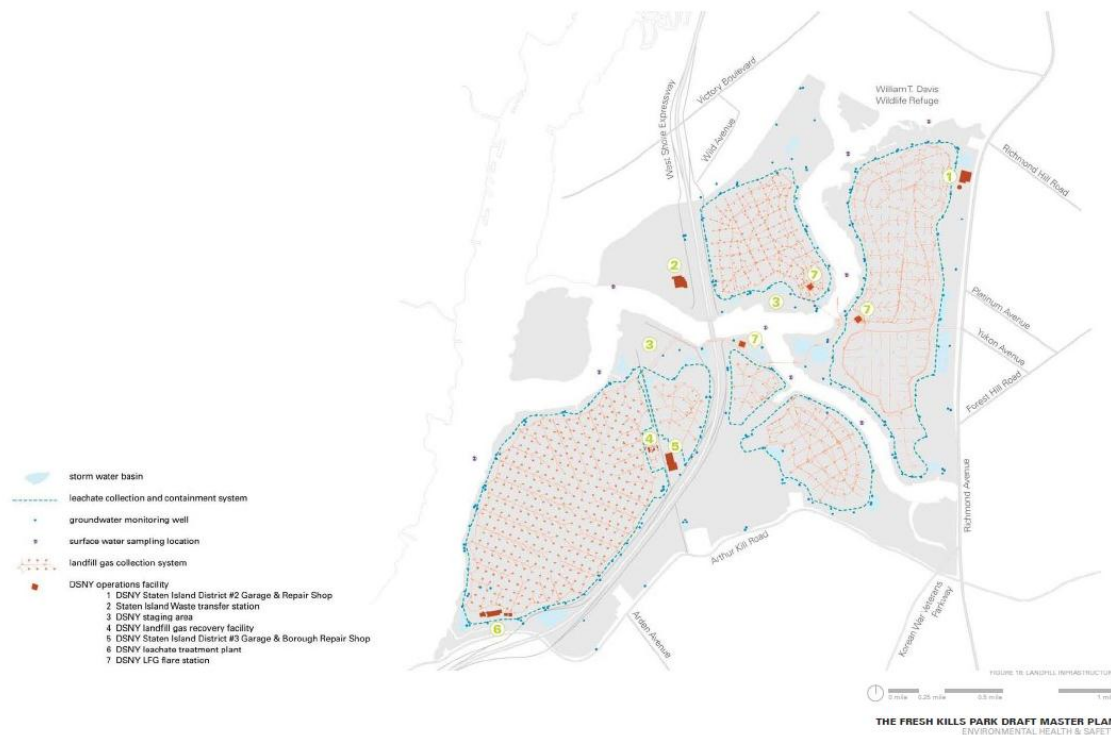 William T. Davis
Wildlife Refuge
Victory Boulevard
West Shore Expressway
Wild Avenue
Richmond Hill Road
1
2
7
3
7
Platinum Avenue
3
7
Yukon Avenue
Forest Hill Road
4
5
storm water basin
leachate collection and containment system
Richmond Avenue
groundwater monitoring well
surface water sampling location
Arthur Kill Road
landfill gas collection system
DSNY operations facility
1 DSNY Staten Island District #2 Garage & Repair Shop
2 Staten Island Waste transfer station
3 DSNY staging area
4 DSNY landfill gas recovery facility
5 DSNY Staten Island District #3 Garage & Borough Repair Shop
6 DSNY leachate treatment plant
7 DSNY LFG flare station
6
Arden Avenue
Korean War Veterans
Parkway
FIGURE 18: LANDFILL INFRASTRUCTUR
0 mile 0.25 mile 0.5 mile 1 mi
THE FRESH KILLS PARK DRAFT MASTER PLAN
ENVIRONMENTAL HEALTH & SAFET